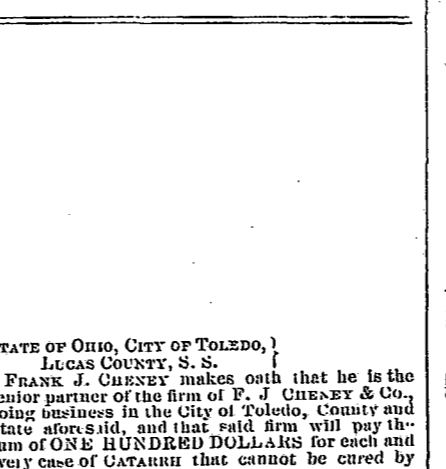 TATE OF OHIO, CITY OF TOLEDO, }
LUCAS COUNTY, S. S. {
FRANK J. CHENEY makes oath that he is the
enior partner of the firm of F. J CHENEY & Co.,
oing business in the City of Toledo, County and
tate aforesaid, and that said firm will pay th-
um of ONE HUNDRED DOLLARS for each and
very case of CATARRH that cannot be cured by